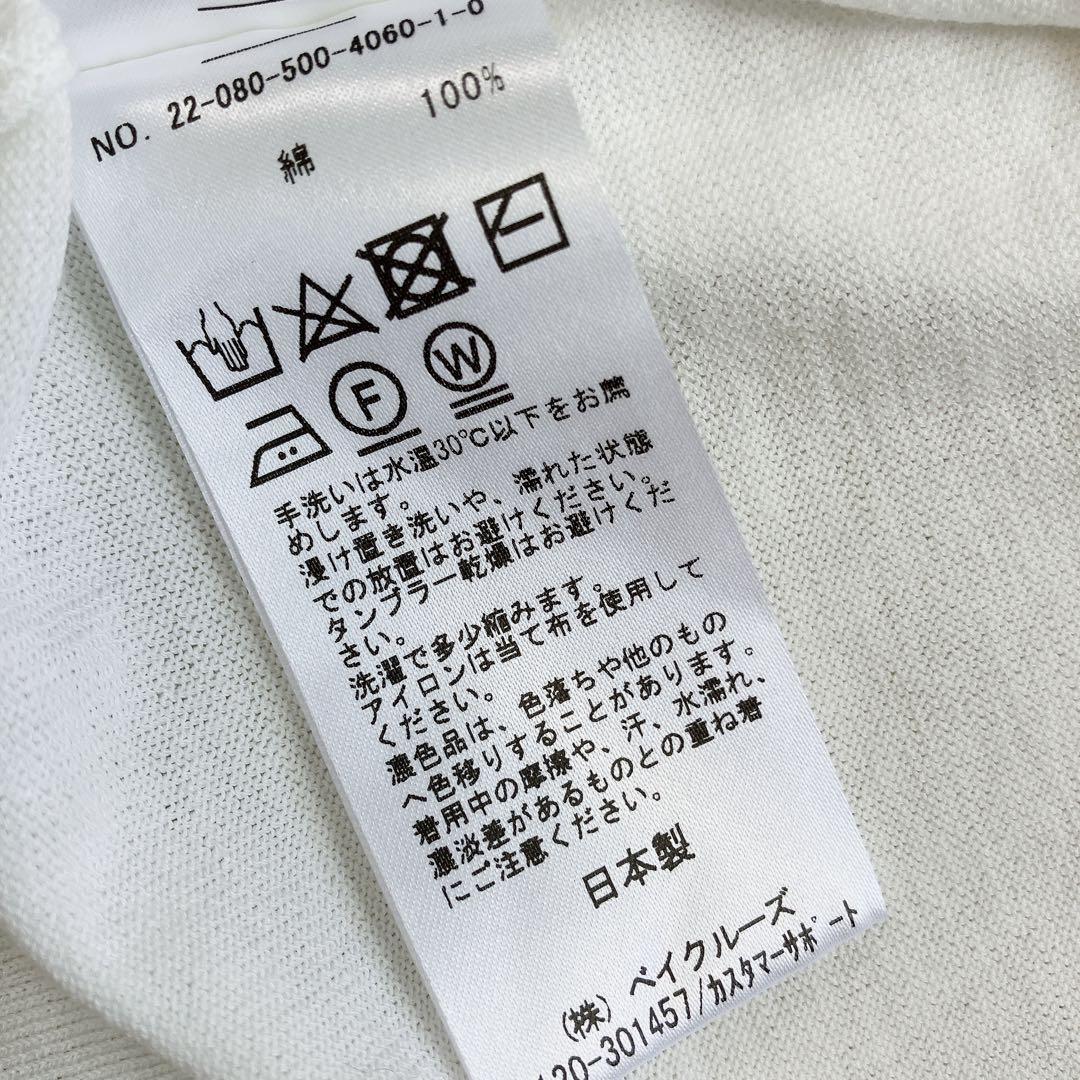 NO. 22-080-500-4060-1-0
綿 100%
F W
手洗いは水温30℃以下をお薦
めします。
浸け置き洗いや、濡れた状態
での放置はお避けください。
タンブラー乾燥はお避けくだ
さい。
洗濯で多少縮みます。
アイロンは当て布を使用して
ください。
濃色品は、色落ちや他のもの
へ色移りすることがあります。
着用中の摩擦や、汗、水濡れ、
濃淡差があるものとの重ね着
にご注意ください。
日本製
(株) ベイクルーズ
120-301457/カスタマーサポート